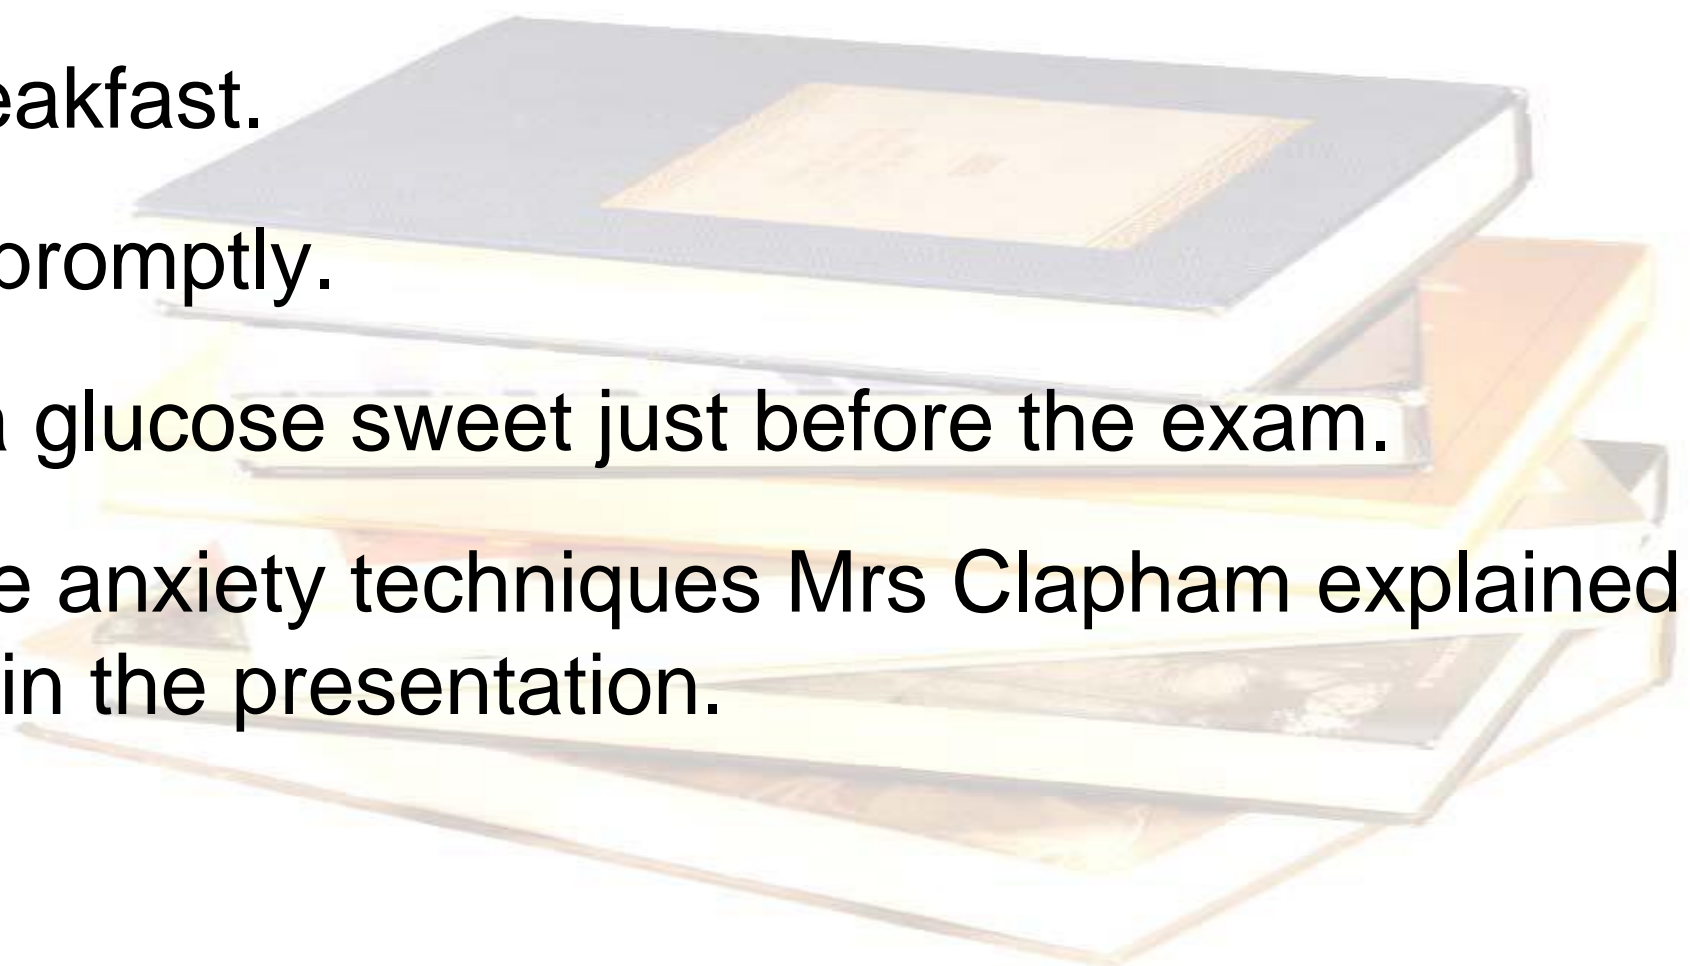 eakfast.
promptly.
a glucose sweet just before the exam.
e anxiety techniques Mrs Clapham explained
in the presentation.